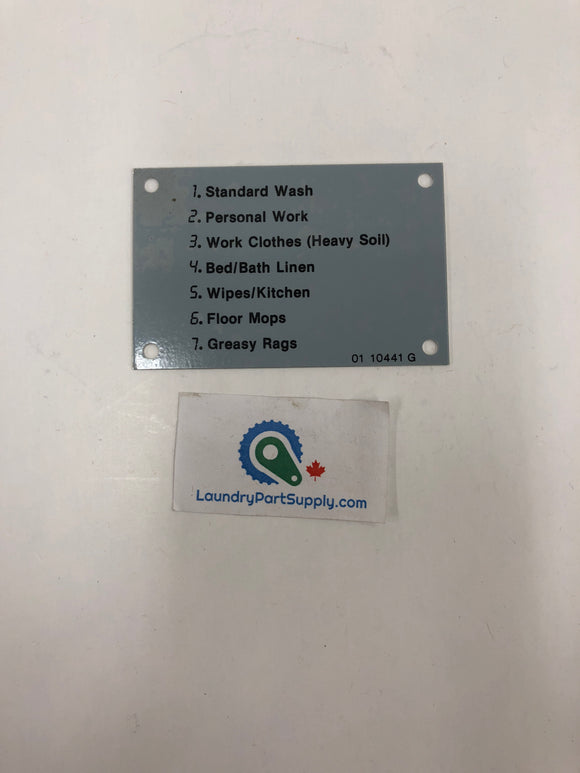 1. Standard Wash
2. Personal Work
3. Work Clothes (Heavy Soil)
4. Bed/Bath Linen
5. Wipes/Kitchen
6. Floor Mops
7. Greasy Rags
01 10441 G
LaundryPartSupply.com